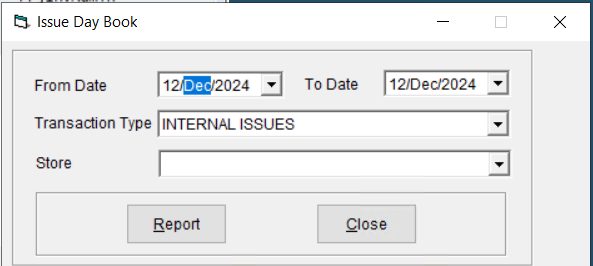 Issue Day Book
From Date 12/Dec/2024 To Date 12/Dec/2024
Transaction Type INTERNAL ISSUES
Store
Report Close